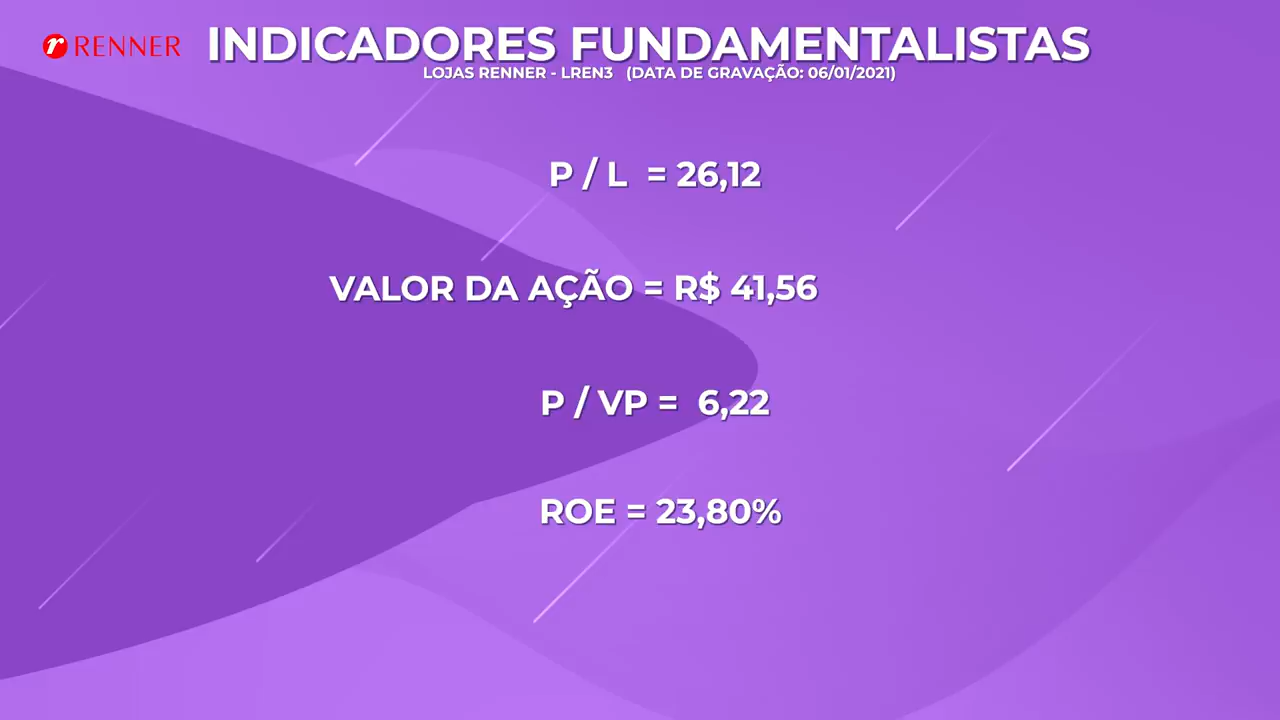 r RENNER
INDICADORES FUNDAMENTALISTAS
LOJAS RENNER - LREN3 (DATA DE GRAVAÇÃO: 06/01/2021)
P / L = 26,12
VALOR DA AÇÃO = R$ 41,56
P / VP = 6,22
ROE = 23,80%